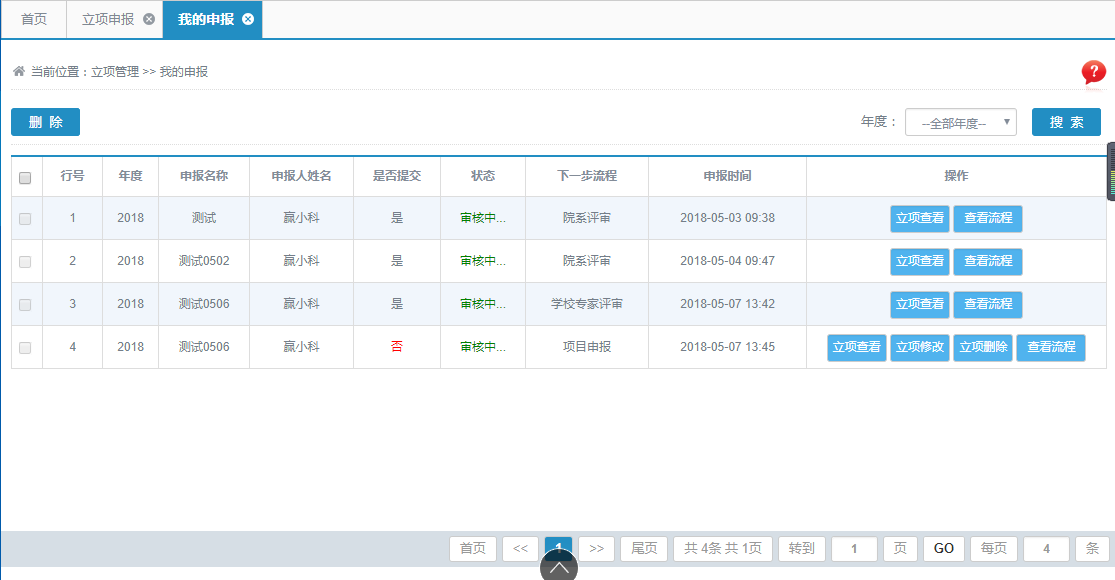 首页 立项申报 我的申报
当前位置：立项管理 >> 我的申报
?
删 除 年度： --全部年度-- 搜 索
行号 年度 申报名称 申报人姓名 是否提交 状态 下一步流程 申报时间 操作
1 2018 测试 赢小科 是 审核中... 院系评审 2018-05-03 09:38 立项查看 查看流程
2 2018 测试0502 赢小科 是 审核中... 院系评审 2018-05-04 09:47 立项查看 查看流程
3 2018 测试0506 赢小科 是 审核中... 学校专家评审 2018-05-07 13:42 立项查看 查看流程
4 2018 测试0506 赢小科 否 审核中... 项目申报 2018-05-07 13:45 立项查看 立项修改 立项删除 查看流程
首页 << 1 >> 尾页 共 4条 共 1页 转到 1 页 GO 每页 4 条